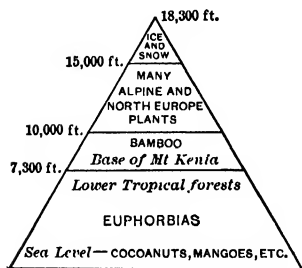 18,300 ft.
ICE
AND
SNOW
15,000 ft.
MANY
ALPINE AND
NORTH EUROPE
PLANTS
10,000 ft.
BAMBOO
Base of Mt Kenia
7,300 ft.
Lower Tropical forests
EUPHORBIAS
Sea Level — COCOANUTS, MANGOES, ETC.